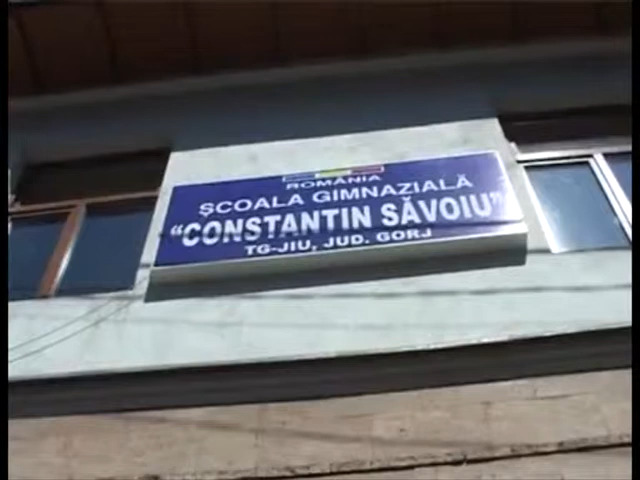 ROMÂNIA
ȘCOALA GIMNAZIALĂ
"CONSTANTIN SĂVOIU"
TG-JIU, JUD. GORJ